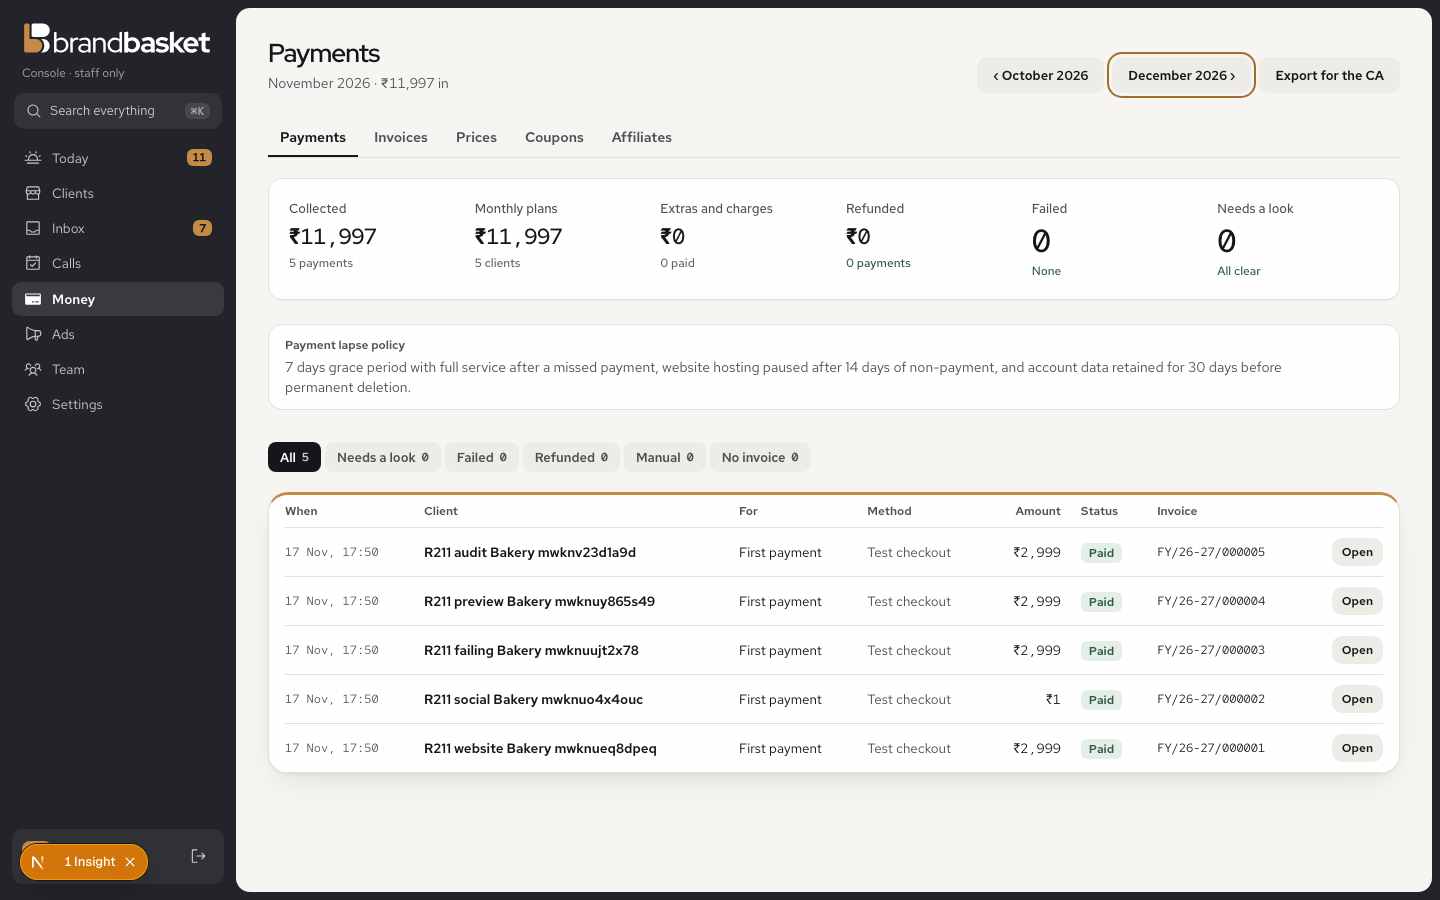 brandbasket
Console · staff only
Search everything ⌘K
Today 11
Clients
Inbox 7
Calls
Money
Ads
Team
Settings
1 Insight
Payments
November 2026 · ₹11,997 in
‹ October 2026 December 2026 › Export for the CA
Payments Invoices Prices Coupons Affiliates
Collected Monthly plans Extras and charges Refunded Failed Needs a look
₹11,997 ₹11,997 ₹0 ₹0 0 0
5 payments 5 clients 0 paid 0 payments None All clear
Payment lapse policy
7 days grace period with full service after a missed payment, website hosting paused after 14 days of non-payment, and account data retained for 30 days before
permanent deletion.
All 5 Needs a look 0 Failed 0 Refunded 0 Manual 0 No invoice 0
When Client For Method Amount Status Invoice
17 Nov, 17:50 R211 audit Bakery mwknv23d1a9d First payment Test checkout ₹2,999 Paid FY/26-27/000005 Open
17 Nov, 17:50 R211 preview Bakery mwknuy865s49 First payment Test checkout ₹2,999 Paid FY/26-27/000004 Open
17 Nov, 17:50 R211 failing Bakery mwknuujt2x78 First payment Test checkout ₹2,999 Paid FY/26-27/000003 Open
17 Nov, 17:50 R211 social Bakery mwknuo4x4ouc First payment Test checkout ₹1 Paid FY/26-27/000002 Open
17 Nov, 17:50 R211 website Bakery mwknueq8dpeq First payment Test checkout ₹2,999 Paid FY/26-27/000001 Open